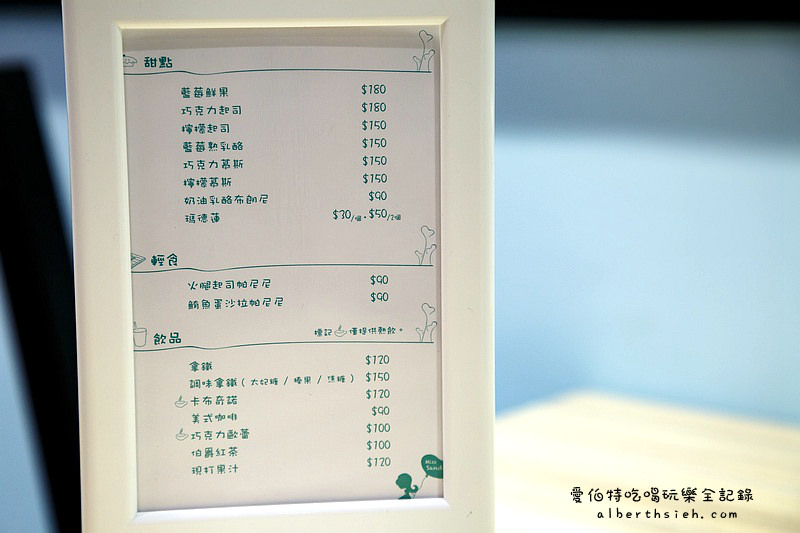 甜點
藍莓鮮果 $180
巧克力起司 $180
檸檬起司 $150
藍莓熱乳酪 $150
巧克力慕斯 $150
檸檬慕斯 $150
奶油乳酪布朗尼 $90
瑪德蓮 $30/個.$50/2個
輕食
火腿起司帕尼尼 $90
鮪魚蛋沙拉帕尼尼 $90
飲品 標記 僅提供熱飲。
拿鐵 $120
調味拿鐵(太妃糖/榛果/焦糖) $150
卡布奇諾 $120
美式咖啡 $90
巧克力歐蕾 $100
伯爵紅茶 $100
現打果汁 $120
Miss
愛伯特吃喝玩樂全記錄
alberthsieh.com